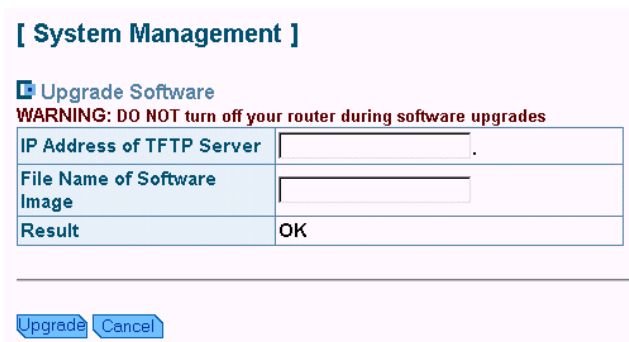 [ System Management ]
Upgrade Software
WARNING: DO NOT turn off your router during software upgrades
IP Address of TFTP Server .
File Name of Software
Image
Result OK
Upgrade Cancel